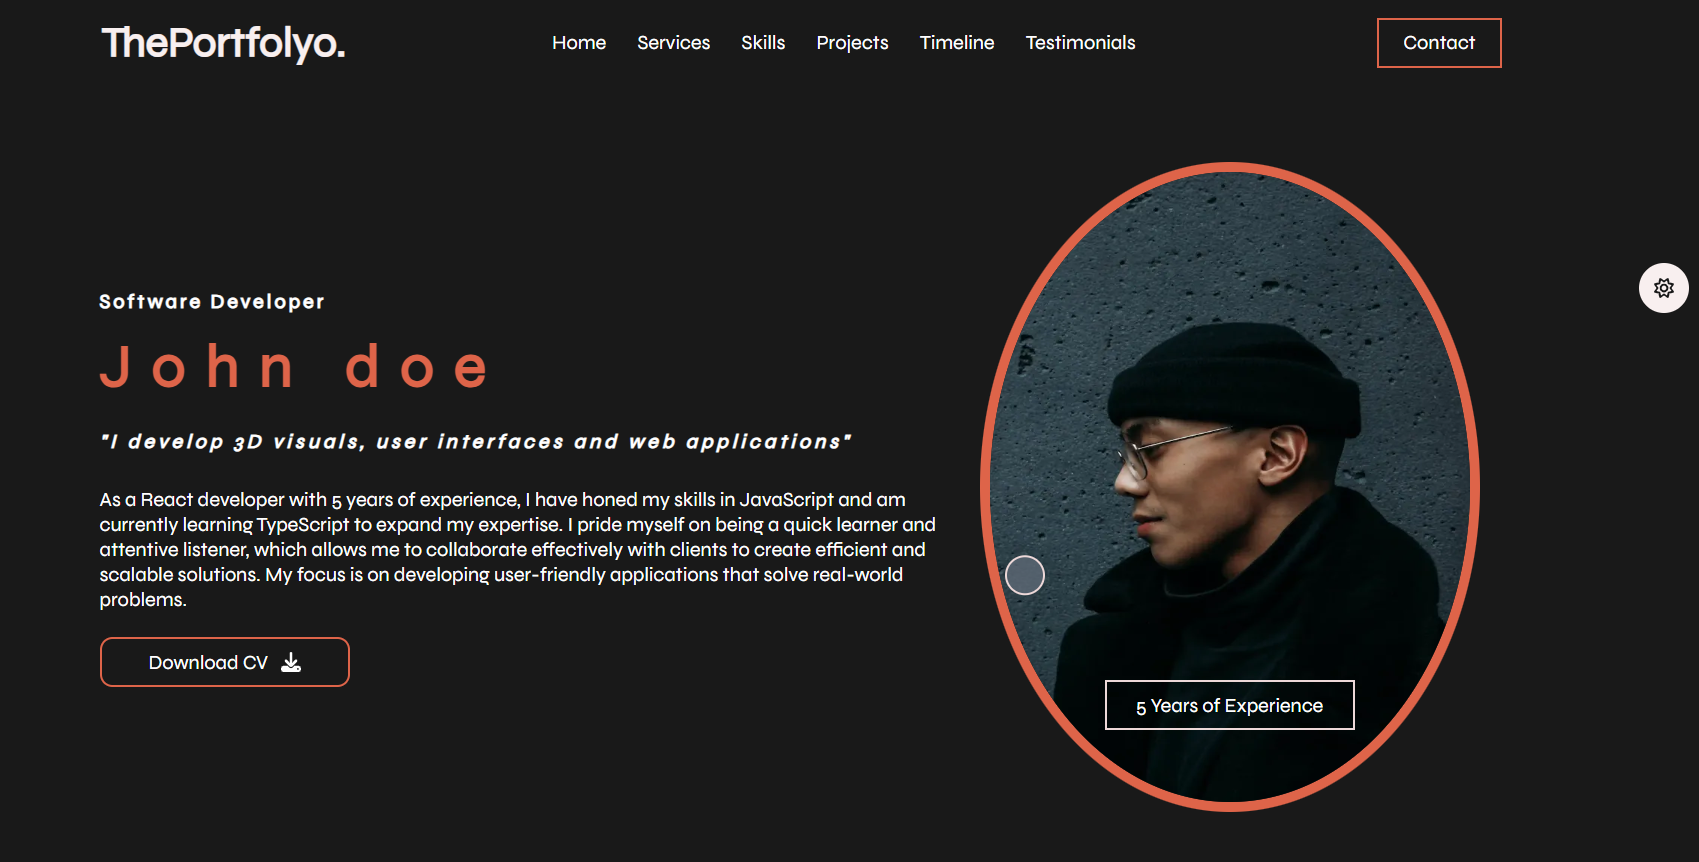 ThePortfolyo.
Home Services Skills Projects Timeline Testimonials
Contact
Software Developer
John doe
"I develop 3D visuals, user interfaces and web applications"
As a React developer with 5 years of experience, I have honed my skills in JavaScript and am
currently learning TypeScript to expand my expertise. I pride myself on being a quick learner and
attentive listener, which allows me to collaborate effectively with clients to create efficient and
scalable solutions. My focus is on developing user-friendly applications that solve real-world
problems.
Download CV
5 Years of Experience